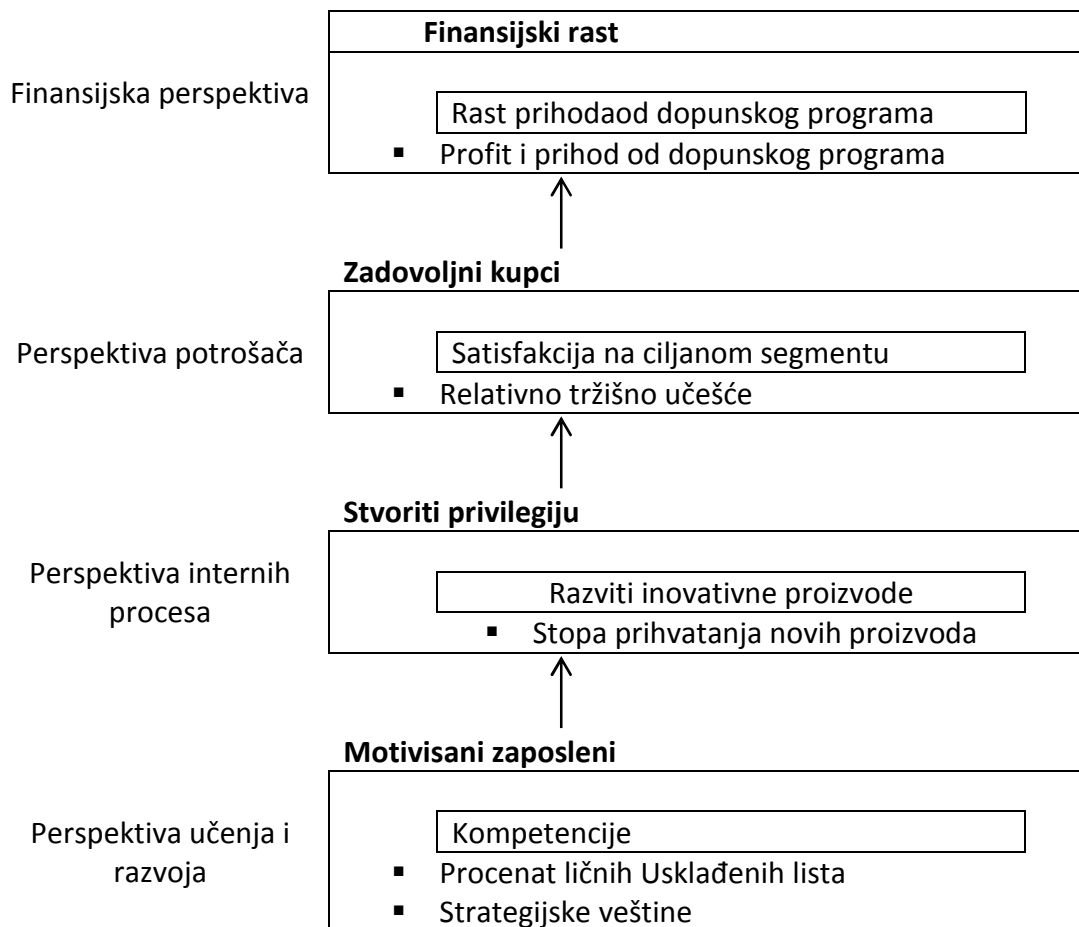 Finansijski rast
Finansijska perspektiva
Rast prihodaod dopunskog programa
▪ Profit i prihod od dopunskog programa
Zadovoljni kupci
Perspektiva potrošača
Satisfakcija na ciljanom segmentu
▪ Relativno tržišno učešće
Stvoriti privilegiju
Perspektiva internih
procesa
Razviti inovativne proizvode
▪ Stopa prihvatanja novih proizvoda
Motivisani zaposleni
Perspektiva učenja i
razvoja
Kompetencije
▪ Procenat ličnih Usklađenih lista
▪ Strategijske veštine